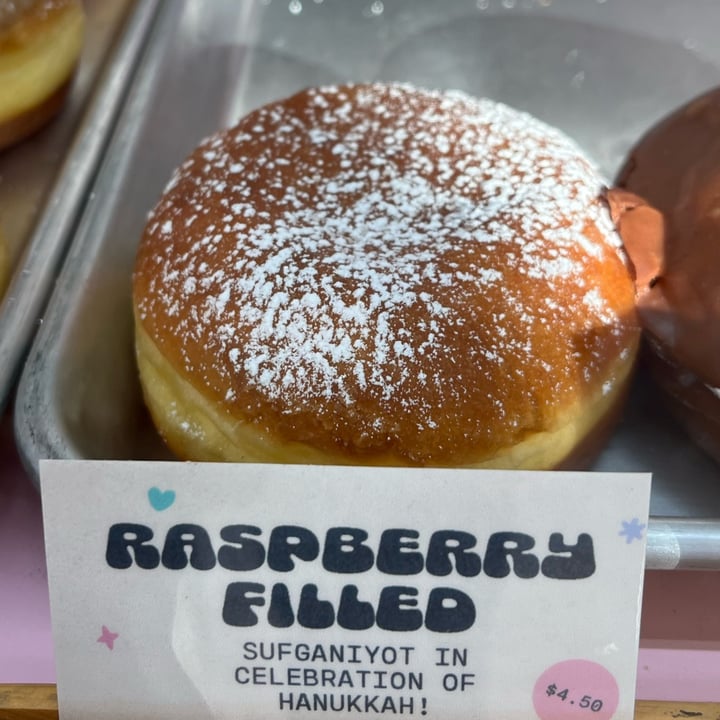 RASPBERRY
FILLED
SUFGANIYOT IN
CELEBRATION OF
HANUKKAH!
$4.50